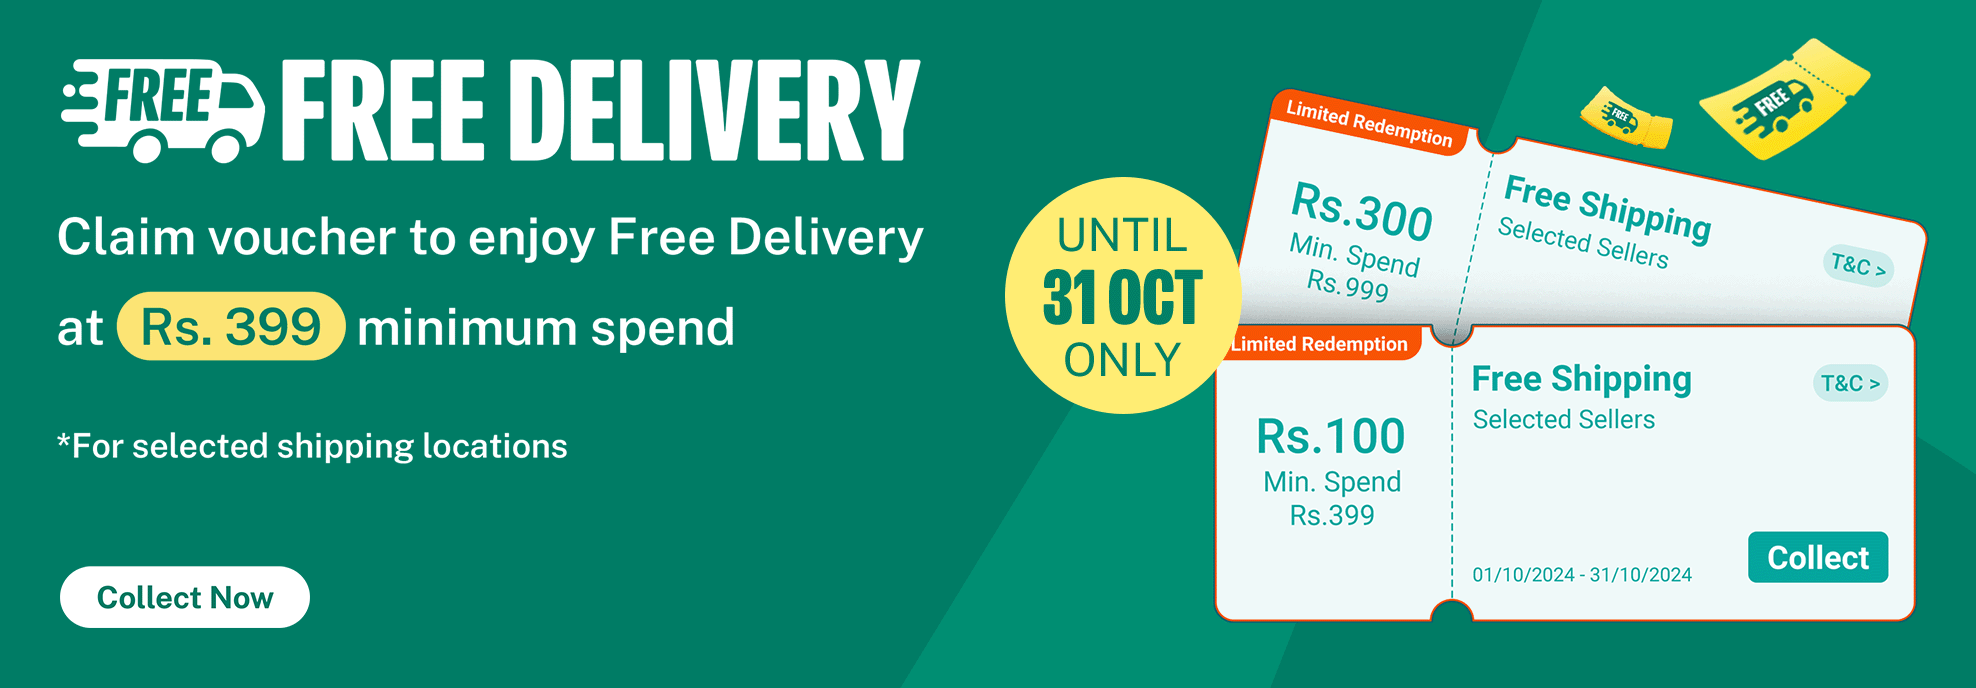 FREE
FREE DELIVERY
Claim voucher to enjoy Free Delivery
at Rs. 399 minimum spend
*For selected shipping locations
Collect Now
UNTIL
31 OCT
ONLY
FREE
FREE
Limited Redemption
Rs.300
Min. Spend
Rs.999
Free Shipping
Selected Sellers
T&C >
Limited Redemption
Rs.100
Min. Spend
Rs.399
Free Shipping
Selected Sellers
T&C >
01/10/2024 - 31/10/2024
Collect